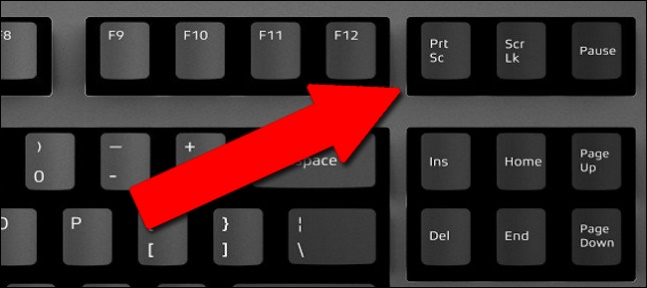 F8
F9
F10
F11
F12
Prt
Sc
Scr
Lk
Pause
)
0
—
-
+
space
Ins
Home
Page
Up
P
[
}
]
¦
\
Del
End
Page
Down